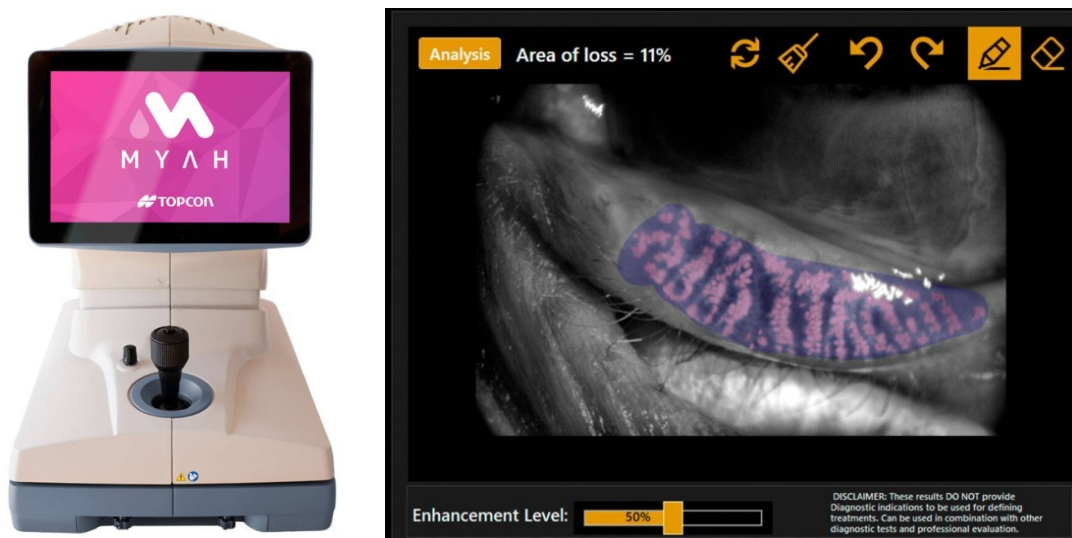 MYAH
TOPCON
Analysis
Area of loss = 11%
Enhancement Level:
50%
DISCLAIMER: These results DO NOT provide
Diagnostic indications to be used for defining
treatments. Can be used in combination with other
diagnostic tests and professional evaluation.